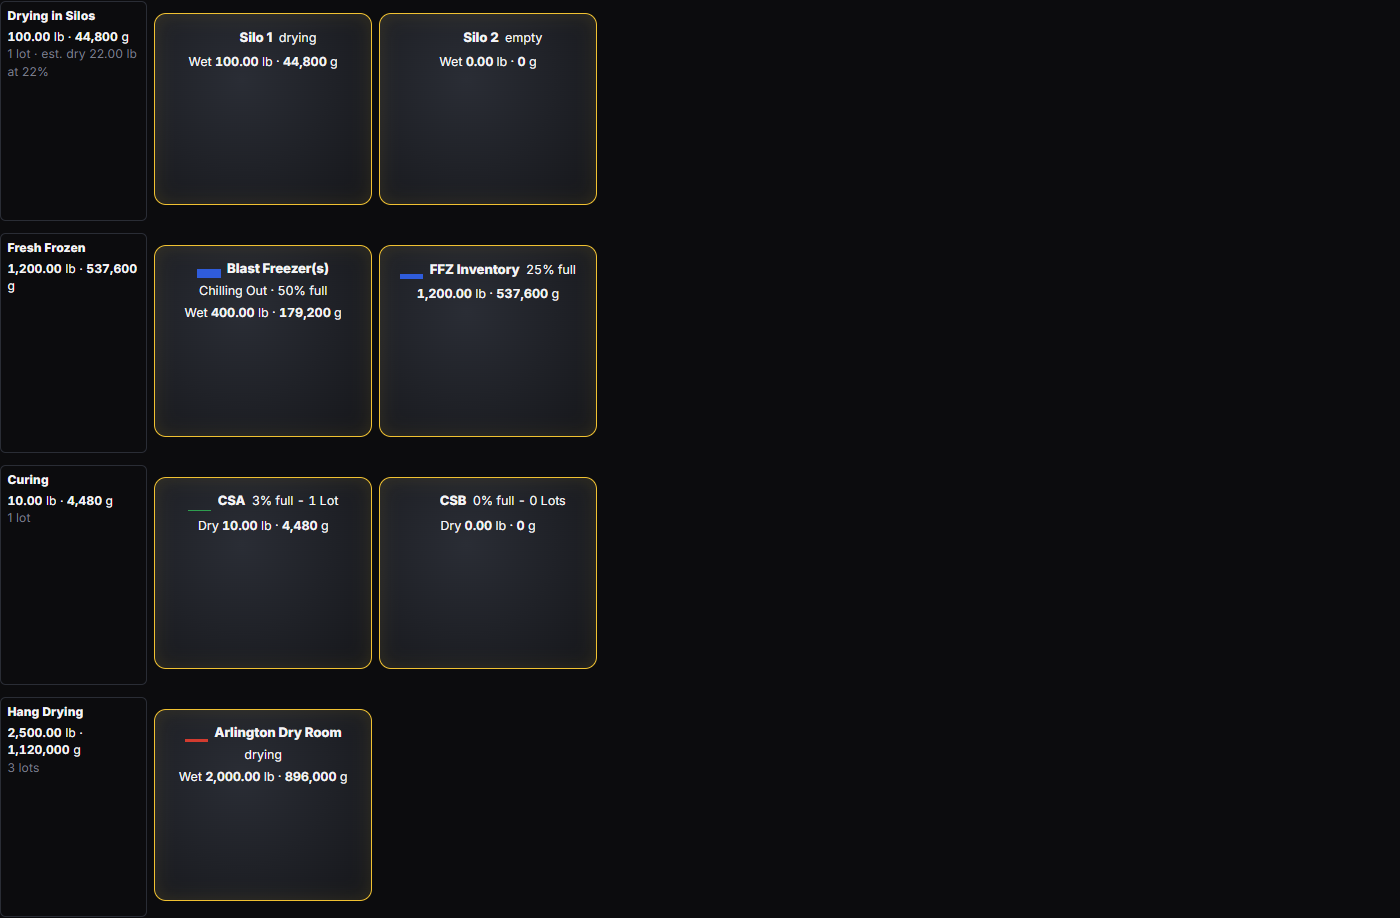 Drying in Silos
100.00 lb · 44,800 g
1 lot · est. dry 22.00 lb
at 22%
Silo 1 drying
Wet 100.00 lb · 44,800 g
Silo 2 empty
Wet 0.00 lb · 0 g
Fresh Frozen
1,200.00 lb · 537,600
g
Blast Freezer(s)
Chilling Out · 50% full
Wet 400.00 lb · 179,200 g
FFZ Inventory 25% full
1,200.00 lb · 537,600 g
Curing
10.00 lb · 4,480 g
1 lot
CSA 3% full - 1 Lot
Dry 10.00 lb · 4,480 g
CSB 0% full - 0 Lots
Dry 0.00 lb · 0 g
Hang Drying
2,500.00 lb ·
1,120,000 g
3 lots
Arlington Dry Room
drying
Wet 2,000.00 lb · 896,000 g